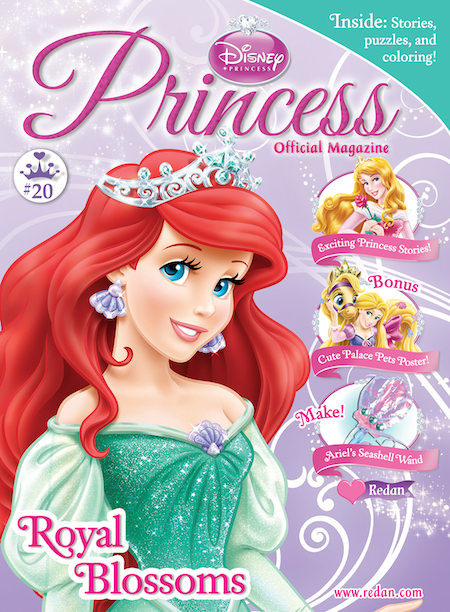 Inside: Stories,
puzzles, and
coloring!
Disney
PRINCESS
Princess
Official Magazine
#20
Exciting Princess Stories!
Bonus
Cute Palace Pets Poster!
Make!
Ariel's Seashell Wand
Redan
Royal
Blossoms
www.redan.com